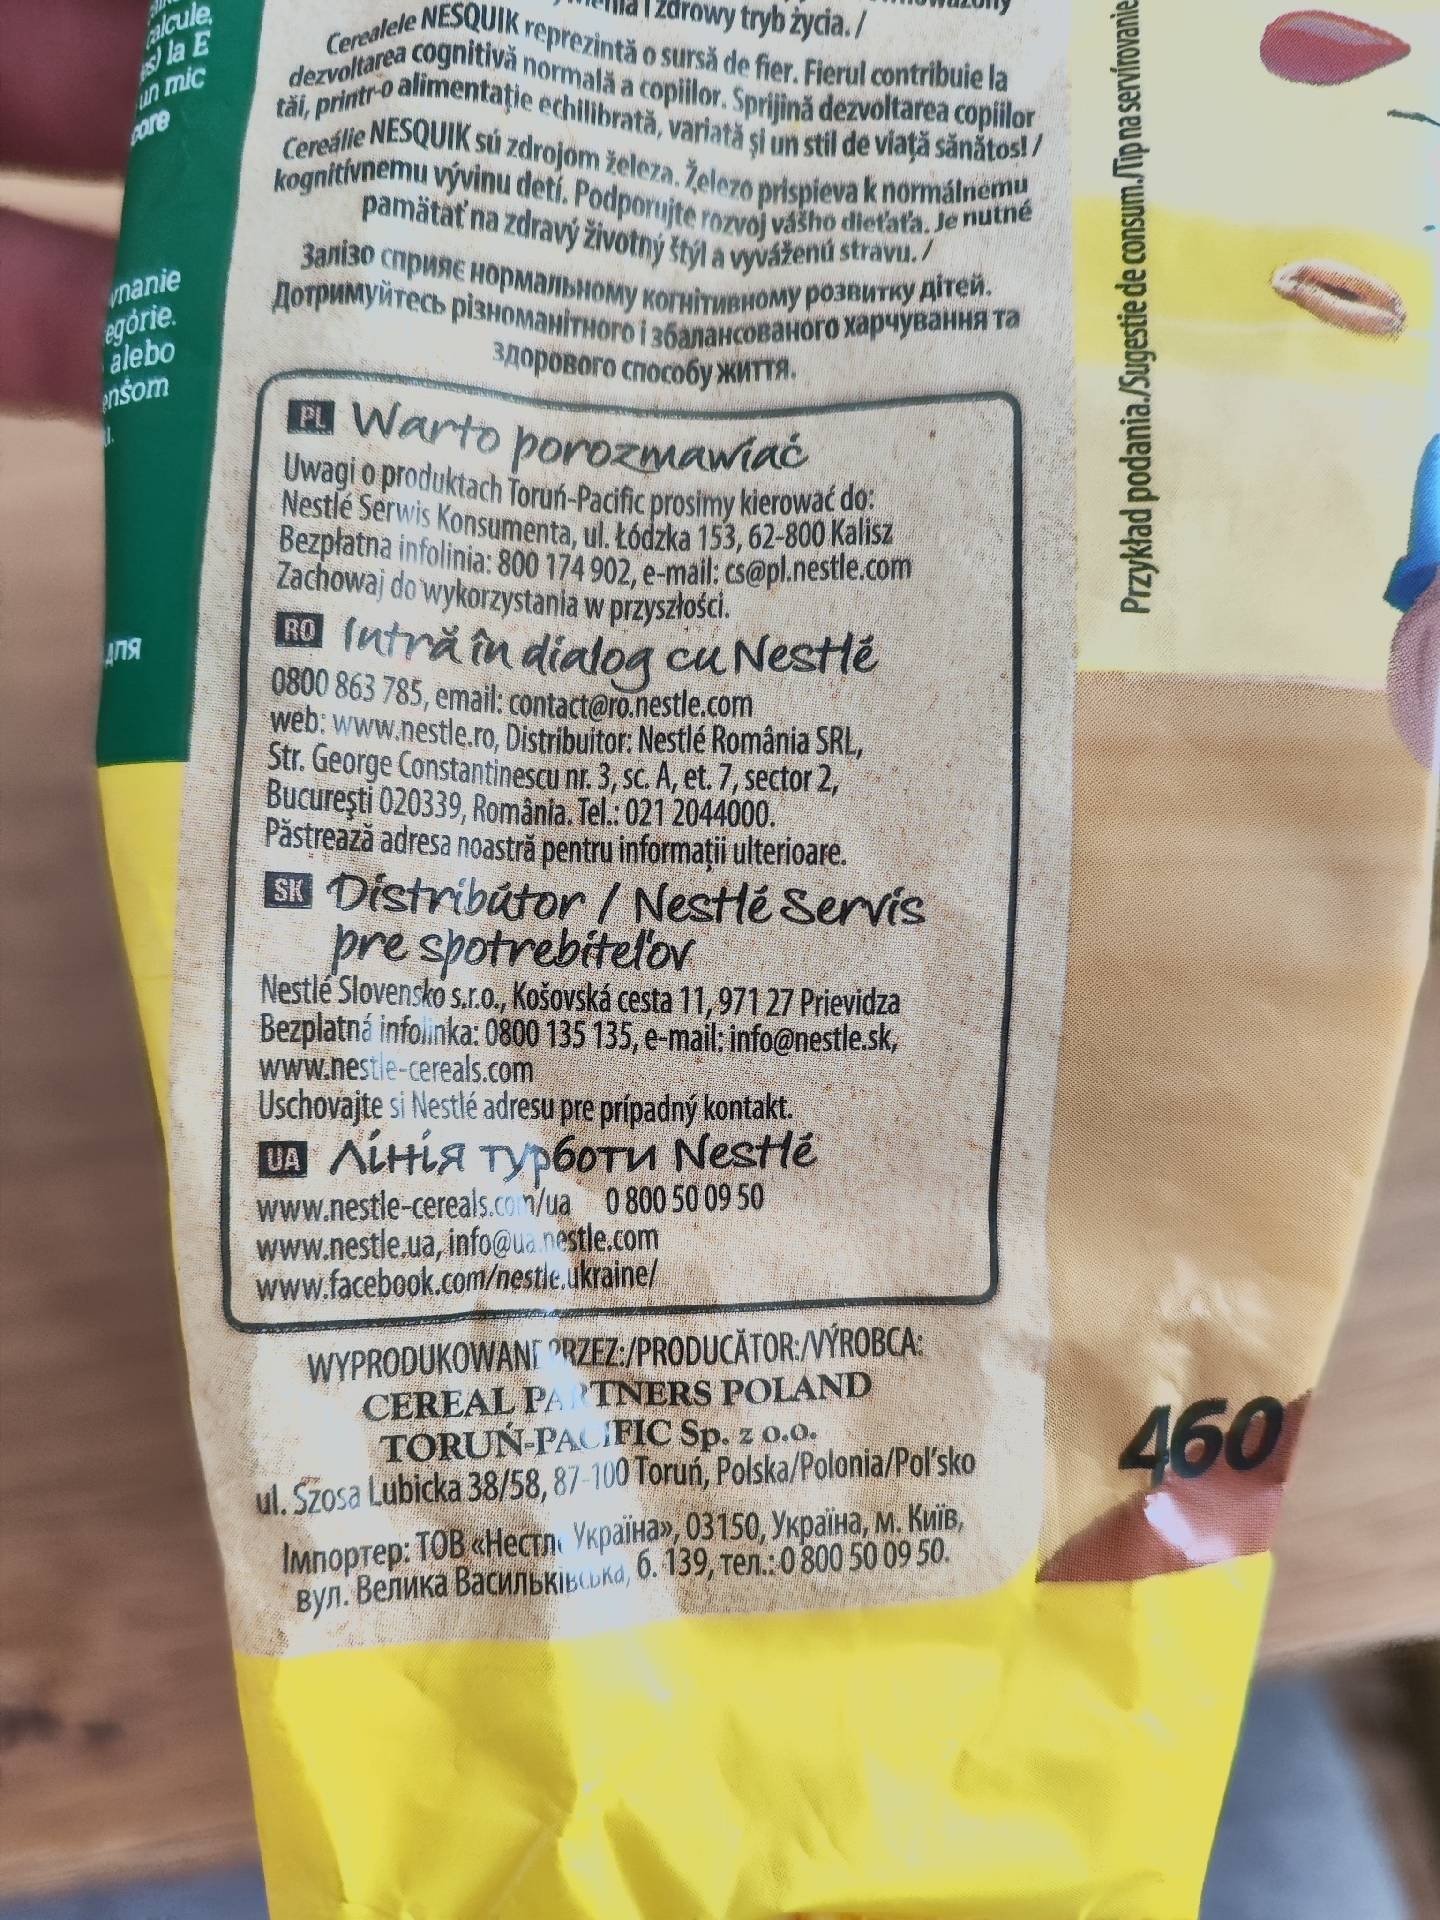 calcule.
la E
un mic
zdrowy tryb życia. /
Cerealele NESQUIK reprezintă o sursă de fier. Fierul contribuie la
dezvoltarea cognitivă normală a copiilor. Sprijină dezvoltarea copiilor
tăi, printr-o alimentație echilibrată, variată și un stil de viață sănătos! /
Cereálie NESQUIK sú zdrojom železa. Železo prispieva k normálnemu
kognitívnemu vývinu detí. Podporujte rozvoj vášho dieťaťa. Je nutné
pamätať na zdravý životný štýl a vyváženú stravu. /
Залізо сприяє нормальному когнітивному розвитку дітей.
Дотримуйтесь різноманітного і збалансованого харчування та
здорового способу життя.
alebo
для
PL Warto porozmawiać
Uwagi o produktach Toruń-Pacific prosimy kierować do:
Nestlé Serwis Konsumenta, ul. Łódzka 153, 62-800 Kalisz
Bezpłatna infolinia: 800 174 902, e-mail: cs@pl.nestle.com
Zachowaj do wykorzystania w przyszłości.
RO Intră în dialog cu Nestlé
0800 863 785, email: contact@ro.nestle.com
web: www.nestle.ro, Distribuitor: Nestlé România SRL,
Str. George Constantinescu nr. 3, sc. A, et. 7, sector 2,
București 020339, România. Tel.: 021 2044000.
Păstrează adresa noastră pentru informații ulterioare.
SK Distribútor / Nestlé Servis
pre spotrebiteľov
Nestlé Slovensko s.r.o., Košovská cesta 11, 971 27 Prievidza
Bezplatná infolinka: 0800 135 135, e-mail: info@nestle.sk,
www.nestle-cereals.com
Uschovajte si Nestlé adresu pre prípadný kontakt.
UA Лінія турботи Nestlé
www.nestle-cereals.com/ua 0 800 50 09 50
www.nestle.ua, info@ua.nestle.com
www.facebook.com/nestle.ukraine/
WYPRODUKOWANE PRZEZ:/PRODUCĂTOR:/VÝROBCA:
CEREAL PARTNERS POLAND
TORUŃ-PACIFIC Sp. z o.o.
ul. Szosa Lubicka 38/58, 87-100 Toruń, Polska/Polonia/Poľsko
Імпортер: ТОВ «Нестле Україна», 03150, Україна, м. Київ,
вул. Велика Васильківська, б. 139, тел.: 0 800 50 09 50.
Przykład podania./Sugestie de consum./Tip na servírovanie
460